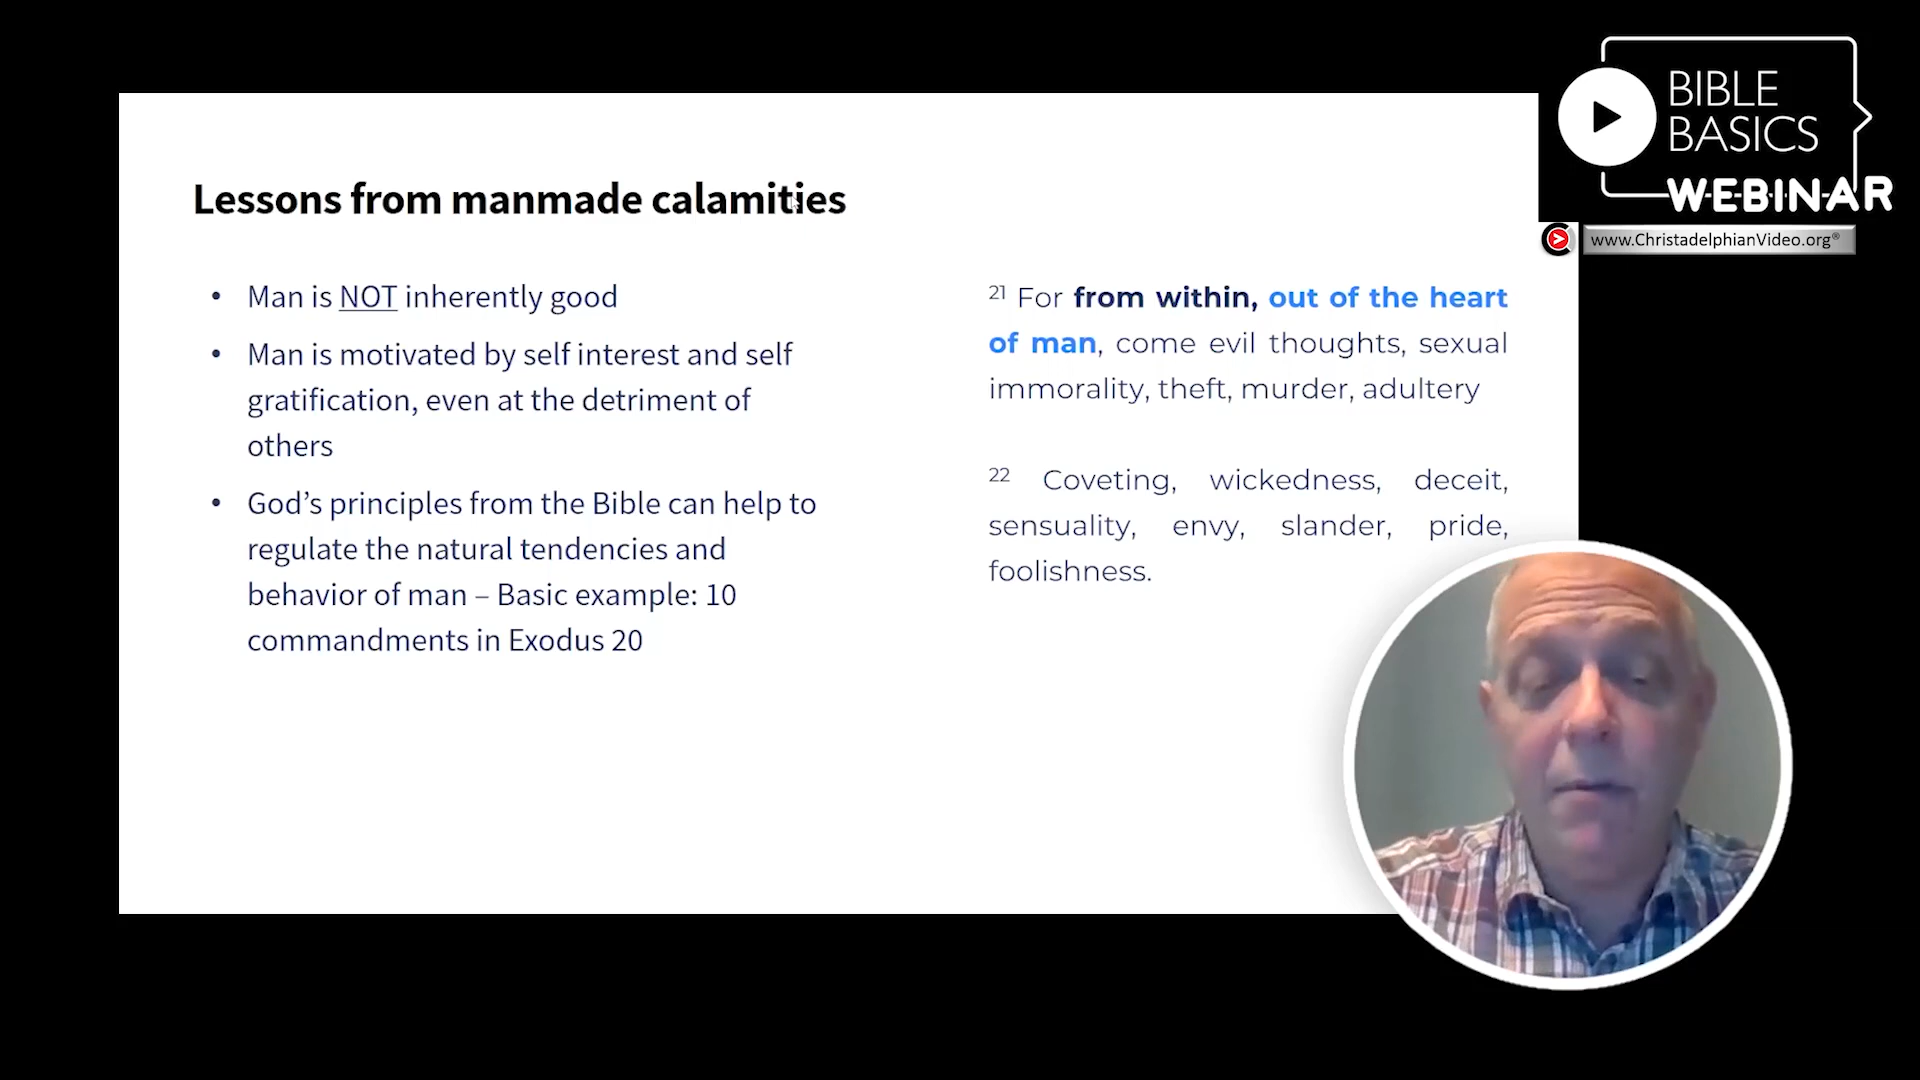 BIBLE
BASICS
WEBINAR
www.ChristadelphianVideo.org®
Lessons from manmade calamities
• Man is NOT inherently good
• Man is motivated by self interest and self
gratification, even at the detriment of
others
• God’s principles from the Bible can help to
regulate the natural tendencies and
behavior of man – Basic example: 10
commandments in Exodus 20
21 For from within, out of the heart
of man, come evil thoughts, sexual
immorality, theft, murder, adultery
22 Coveting, wickedness, deceit,
sensuality, envy, slander, pride,
foolishness.